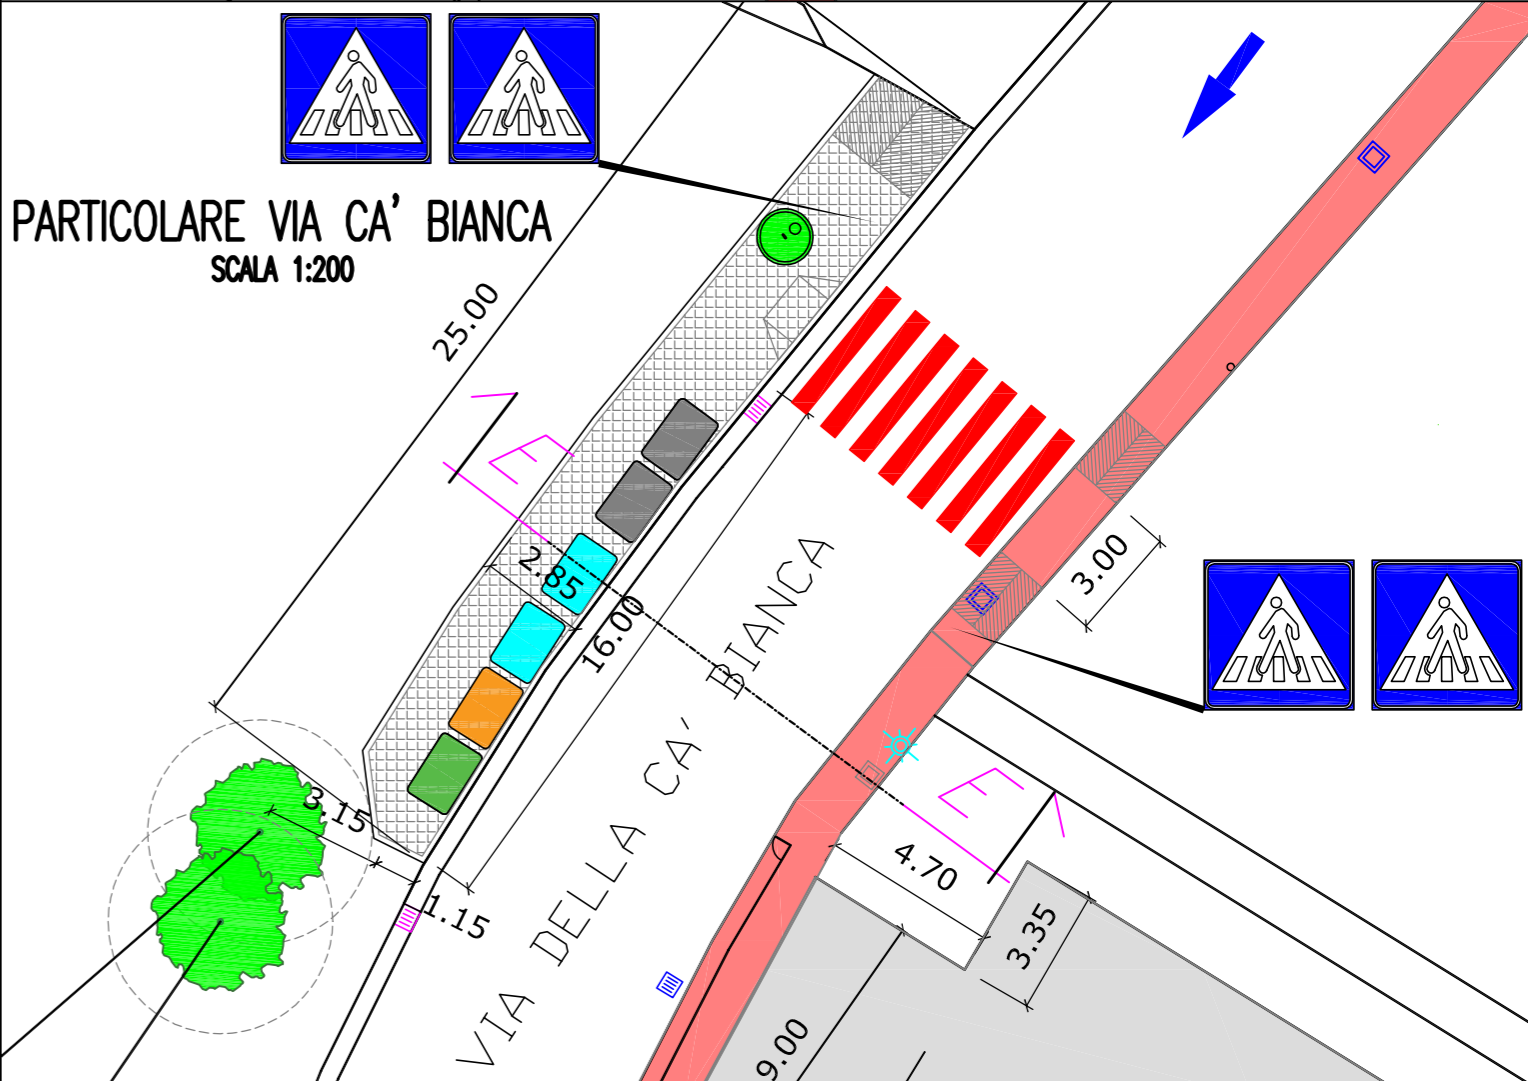 PARTICOLARE VIA CA' BIANCA
SCALA 1:200
25.00
2.85
16.00
3.00
3.15
1.15
4.70
3.35
9.00
VIA DELLA CA' BIANCA
E
E